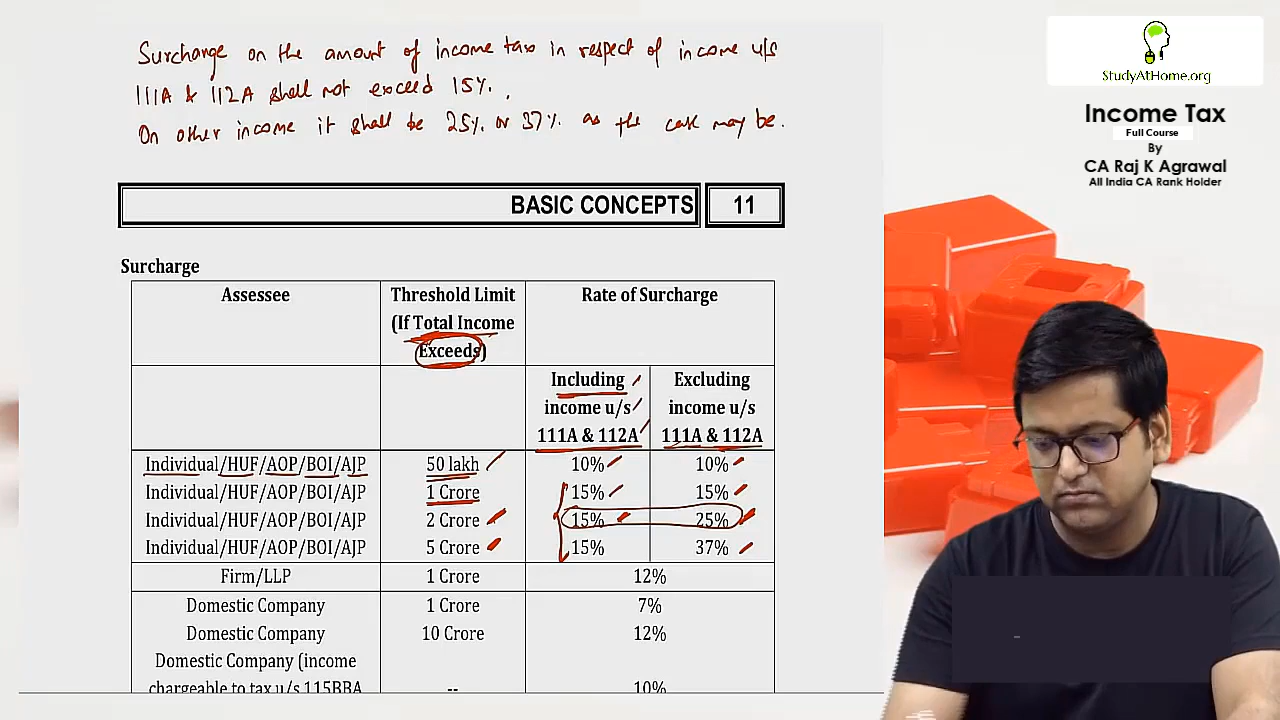 Surcharge on the amount of income tax in respect of income u/s
111A & 112A shall not exceed 15%.
On other income it shall be 25% or 37% as the case may be.
StudyAtHome.org
Income Tax
Full Course
By
CA Raj K Agrawal
All India CA Rank Holder
BASIC CONCEPTS 11
Surcharge
Assessee Threshold Limit Rate of Surcharge
(If Total Income
Exceeds)
Including Excluding
income u/s income u/s
111A & 112A 111A & 112A
Individual/HUF/AOP/BOI/AJP 50 lakh 10% 10%
Individual/HUF/AOP/BOI/AJP 1 Crore 15% 15%
Individual/HUF/AOP/BOI/AJP 2 Crore 15% 25%
Individual/HUF/AOP/BOI/AJP 5 Crore 15% 37%
Firm/LLP 1 Crore 12%
Domestic Company 1 Crore 7%
Domestic Company 10 Crore 12%
Domestic Company (income
chargeable to tax u/s 115BBA -- 10%